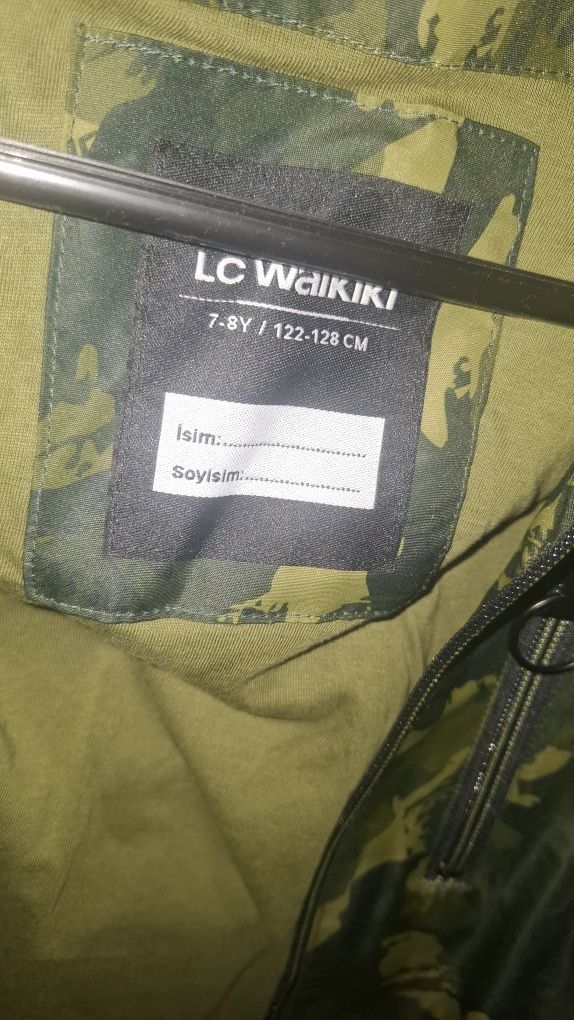 LC Waikiki
7-8Y / 122-128 CM
İsim:..............................
Soyisim:........................